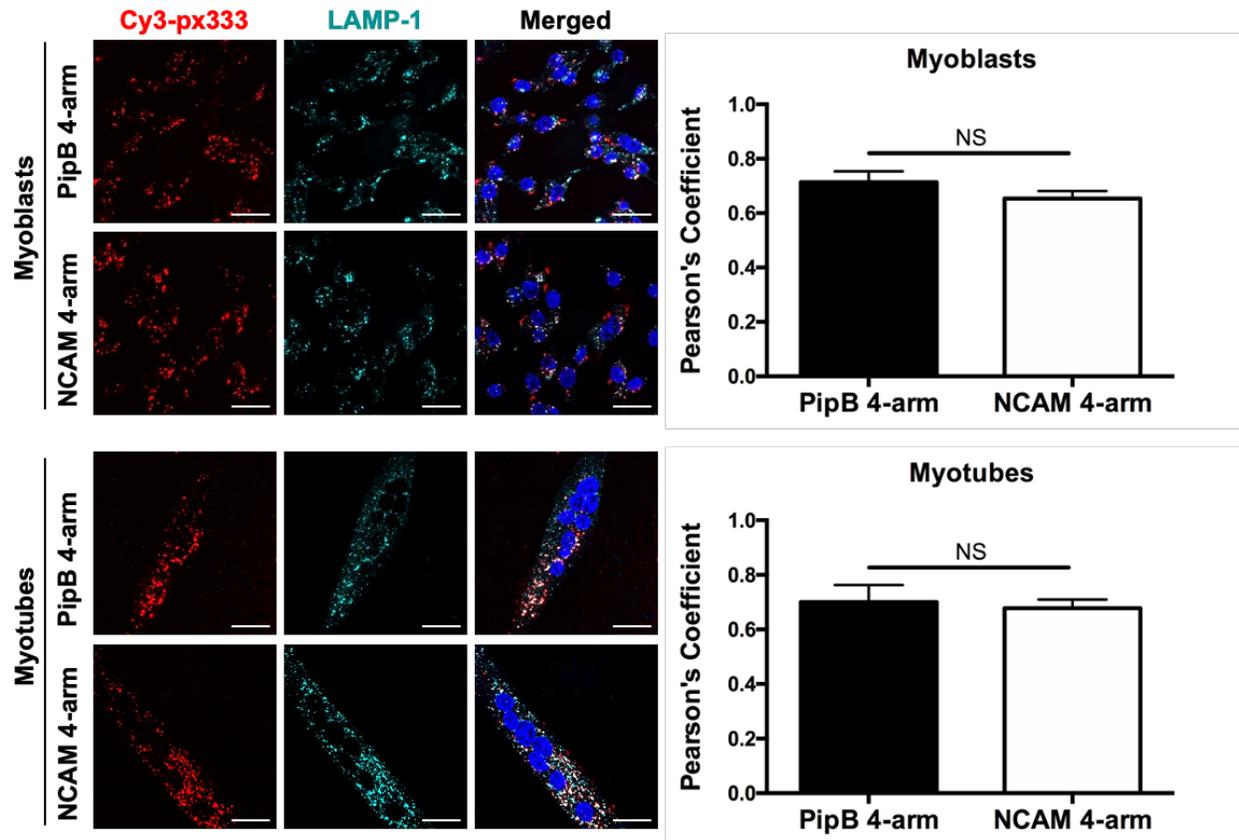 Cy3-px333 LAMP-1 Merged
Myoblasts
PipB 4-arm
NCAM 4-arm
Myoblasts
Pearson's Coefficient
1.0
0.8
0.6
0.4
0.2
0.0
NS
PipB 4-arm NCAM 4-arm
Myotubes
PipB 4-arm
NCAM 4-arm
Myotubes
Pearson's Coefficient
1.0
0.8
0.6
0.4
0.2
0.0
NS
PipB 4-arm NCAM 4-arm